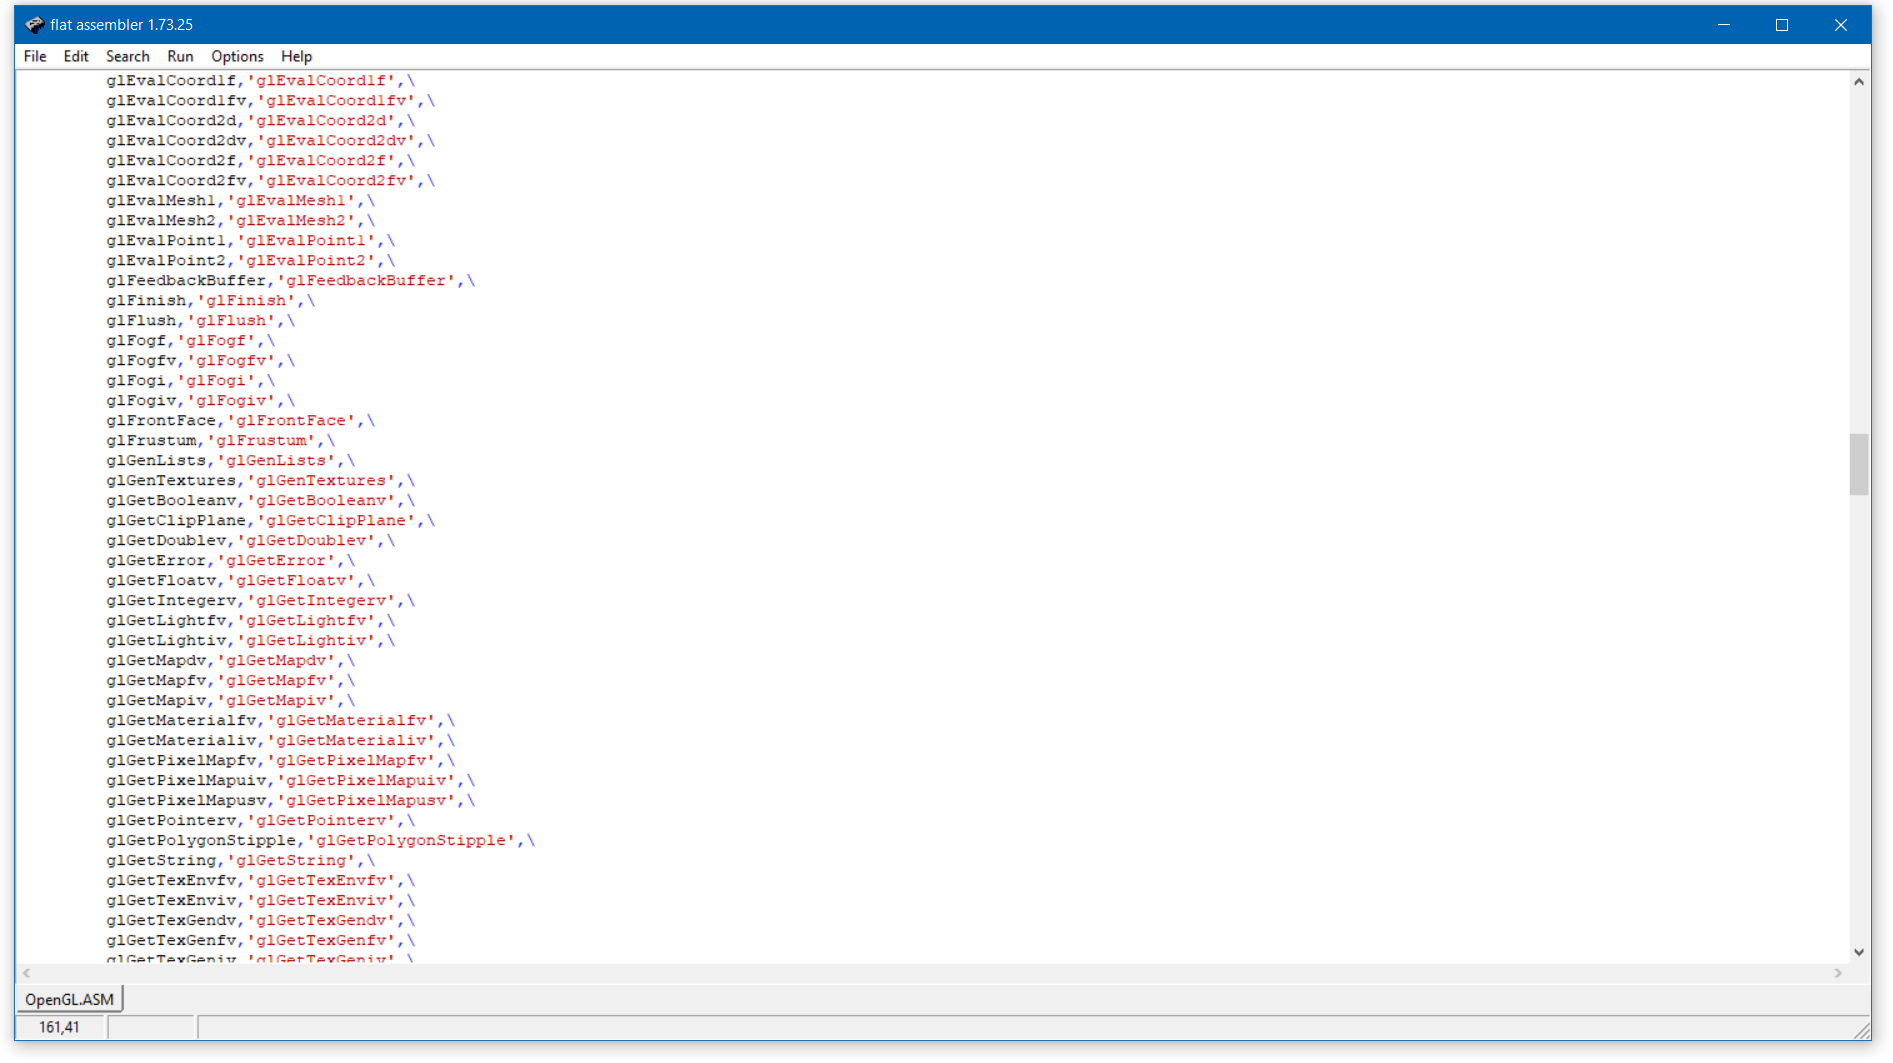 flat assembler 1.73.25
File Edit Search Run Options Help
glEvalCoord1f,'glEvalCoord1f',\
glEvalCoord1fv,'glEvalCoord1fv',\
glEvalCoord2d,'glEvalCoord2d',\
glEvalCoord2dv,'glEvalCoord2dv',\
glEvalCoord2f,'glEvalCoord2f',\
glEvalCoord2fv,'glEvalCoord2fv',\
glEvalMesh1,'glEvalMesh1',\
glEvalMesh2,'glEvalMesh2',\
glEvalPoint1,'glEvalPoint1',\
glEvalPoint2,'glEvalPoint2',\
glFeedbackBuffer,'glFeedbackBuffer',\
glFinish,'glFinish',\
glFlush,'glFlush',\
glFogf,'glFogf',\
glFogfv,'glFogfv',\
glFogi,'glFogi',\
glFogiv,'glFogiv',\
glFrontFace,'glFrontFace',\
glFrustum,'glFrustum',\
glGenLists,'glGenLists',\
glGenTextures,'glGenTextures',\
glGetBooleanv,'glGetBooleanv',\
glGetClipPlane,'glGetClipPlane',\
glGetDoublev,'glGetDoublev',\
glGetError,'glGetError',\
glGetFloatv,'glGetFloatv',\
glGetIntegerv,'glGetIntegerv',\
glGetLightfv,'glGetLightfv',\
glGetLightiv,'glGetLightiv',\
glGetMapdv,'glGetMapdv',\
glGetMapfv,'glGetMapfv',\
glGetMapiv,'glGetMapiv',\
glGetMaterialfv,'glGetMaterialfv',\
glGetMaterialiv,'glGetMaterialiv',\
glGetPixelMapfv,'glGetPixelMapfv',\
glGetPixelMapuiv,'glGetPixelMapuiv',\
glGetPixelMapusv,'glGetPixelMapusv',\
glGetPointerv,'glGetPointerv',\
glGetPolygonStipple,'glGetPolygonStipple',\
glGetString,'glGetString',\
glGetTexEnvfv,'glGetTexEnvfv',\
glGetTexEnviv,'glGetTexEnviv',\
glGetTexGendv,'glGetTexGendv',\
glGetTexGenfv,'glGetTexGenfv',\
glGetTexGeniv,'glGetTexGeniv',\
OpenGL.ASM
161,41